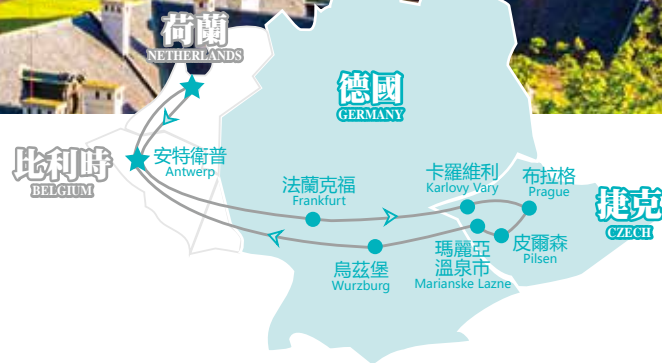 荷蘭
NETHERLANDS
德國
GERMANY
比利時
BELGIUM
安特衛普
Antwerp
法蘭克福
Frankfurt
卡羅維利
Karlovy Vary
布拉格
Prague
捷克
CZECH
烏茲堡
Wurzburg
瑪麗亞
溫泉市
Marianske Lazne
皮爾森
Pilsen